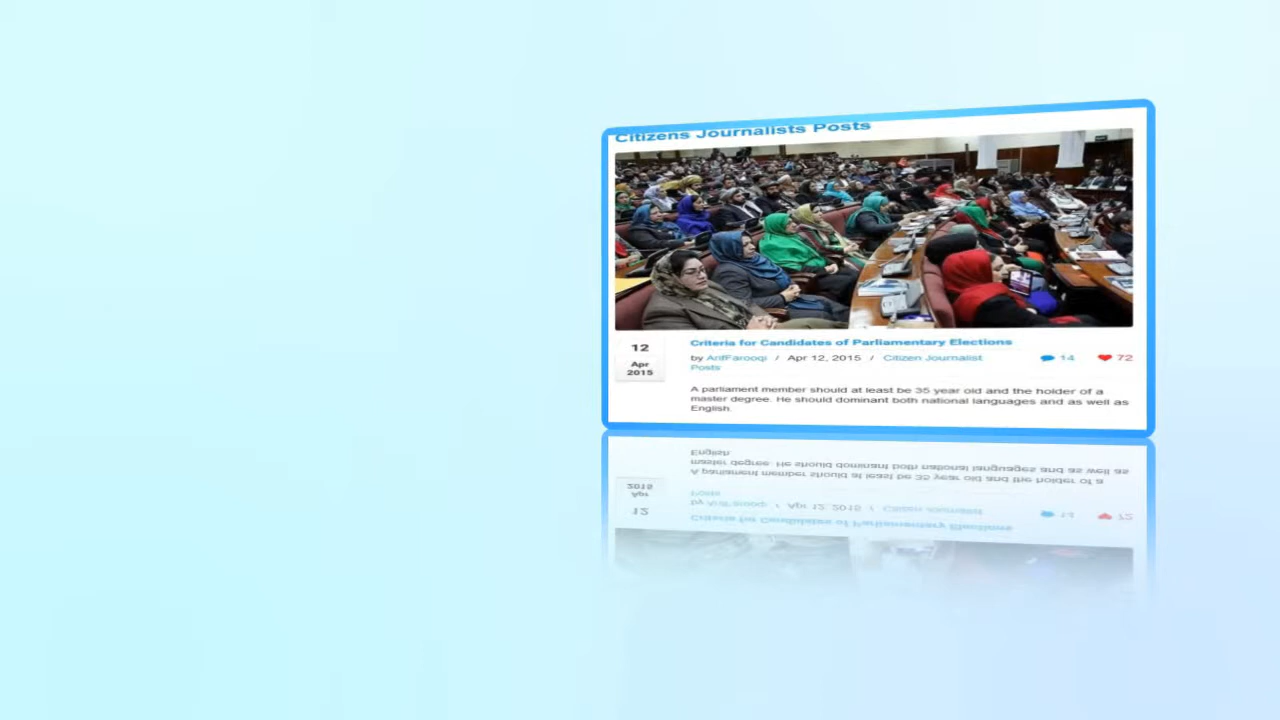 Citizens Journalists Posts
12
Apr
2015
Criteria for Candidates of Parliamentary Elections
by ArifFarooqi / Apr 12, 2015 / Citizen Journalist
Posts
14
72
A parliament member should at least be 35 year old and the holder of a
master degree. He should dominant both national languages and as well as
English.